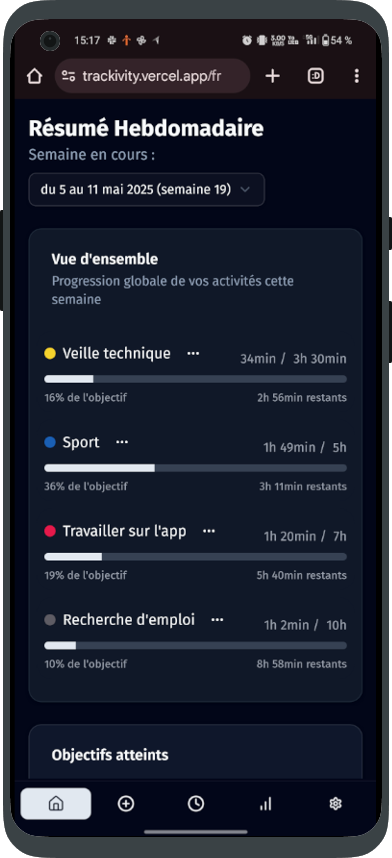 15:17
54 %
trackivity.vercel.app/fr
:D
Résumé Hebdomadaire
Semaine en cours :
du 5 au 11 mai 2025 (semaine 19)
Vue d'ensemble
Progression globale de vos activités cette
semaine
Veille technique ··· 34min / 3h 30min
16% de l'objectif 2h 56min restants
Sport ··· 1h 49min / 5h
36% de l'objectif 3h 11min restants
Travailler sur l'app ··· 1h 20min / 7h
19% de l'objectif 5h 40min restants
Recherche d'emploi ··· 1h 2min / 10h
10% de l'objectif 8h 58min restants
Objectifs atteints